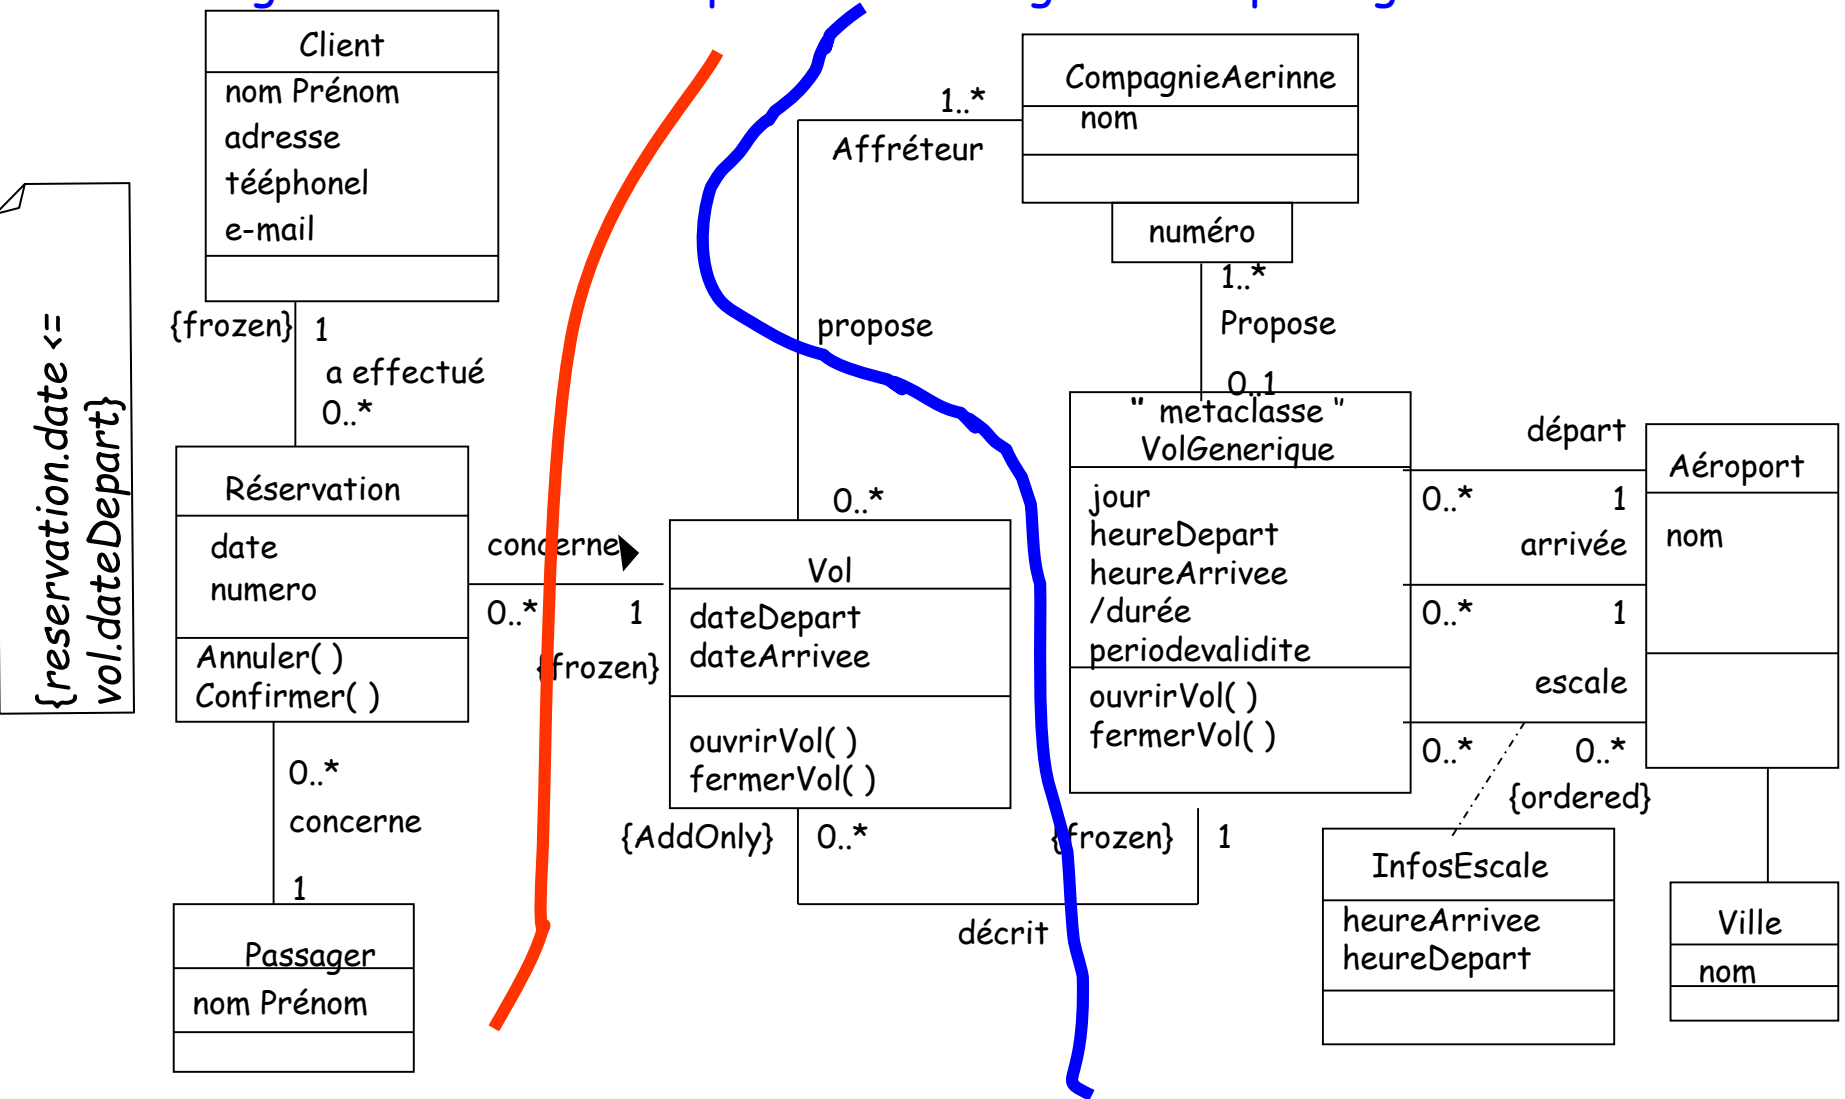 Client
nom Prénom
adresse
tééphonel
e-mail
{frozen}
1
a effectué
0..*
{reservation.date <=
vol.dateDepart}
Réservation
date
numero
Annuler( )
Confirmer( )
0..*
concerne
1
Passager
nom Prénom
concerne
0..*
1
{frozen}
CompagnieAerinne
nom
numéro
1..*
Affréteur
propose
0..*
Vol
dateDepart
dateArrivee
ouvrirVol( )
fermerVol( )
{AddOnly}
0..*
décrit
{frozen}
1
1..*
Propose
0..1
" metaclasse "
VolGenerique
jour
heureDepart
heureArrivee
/durée
periodevalidite
ouvrirVol( )
fermerVol( )
départ
0..*
1
arrivée
0..*
1
escale
0..*
0..*
{ordered}
Aéroport
nom
InfosEscale
heureArrivee
heureDepart
Ville
nom